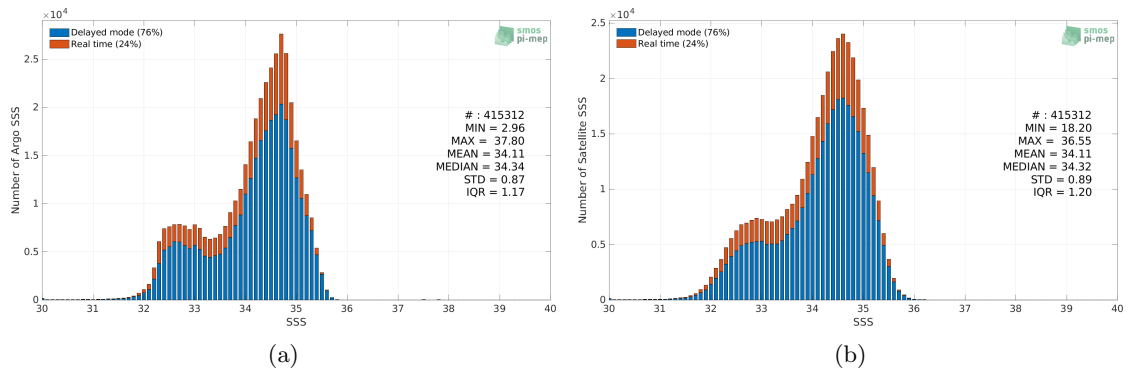 ×10⁴
Delayed mode (76%)
Real time (24%)
smos
pi-mep
2.5
2
1.5
1
0.5
0
Number of Argo SSS
# : 415312
MIN = 2.96
MAX = 37.80
MEAN = 34.11
MEDIAN = 34.34
STD = 0.87
IQR = 1.17
30 31 32 33 34 35 36 37 38 39 40
SSS
(a)
×10⁴
Delayed mode (76%)
Real time (24%)
smos
pi-mep
2.5
2
1.5
1
0.5
0
Number of Satellite SSS
# : 415312
MIN = 18.20
MAX = 36.55
MEAN = 34.11
MEDIAN = 34.32
STD = 0.89
IQR = 1.20
30 31 32 33 34 35 36 37 38 39 40
SSS
(b)